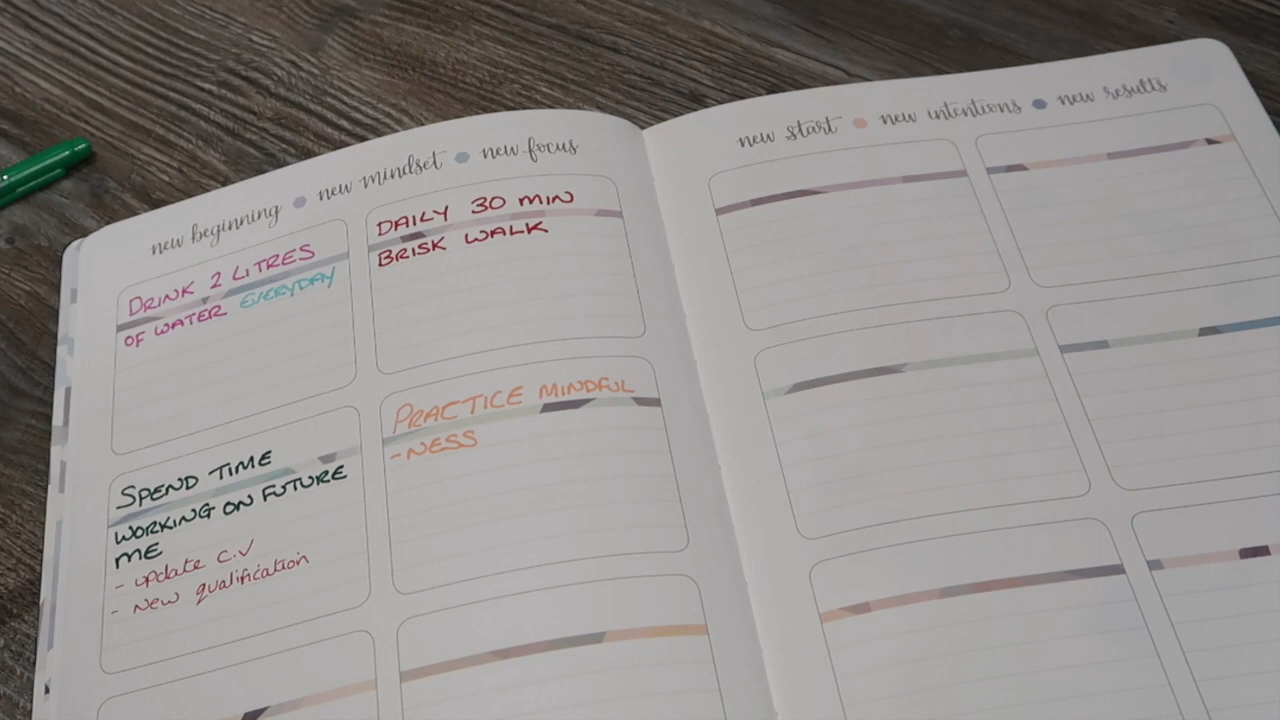 new beginning new mindset new focus
DRINK 2 LITRES
OF WATER EVERYDAY
DAILY 30 MIN
BRISK WALK
SPEND TIME
WORKING ON FUTURE
ME
- update C.V
- New qualification
PRACTICE MINDFUL
-NESS
new start new intentions new results